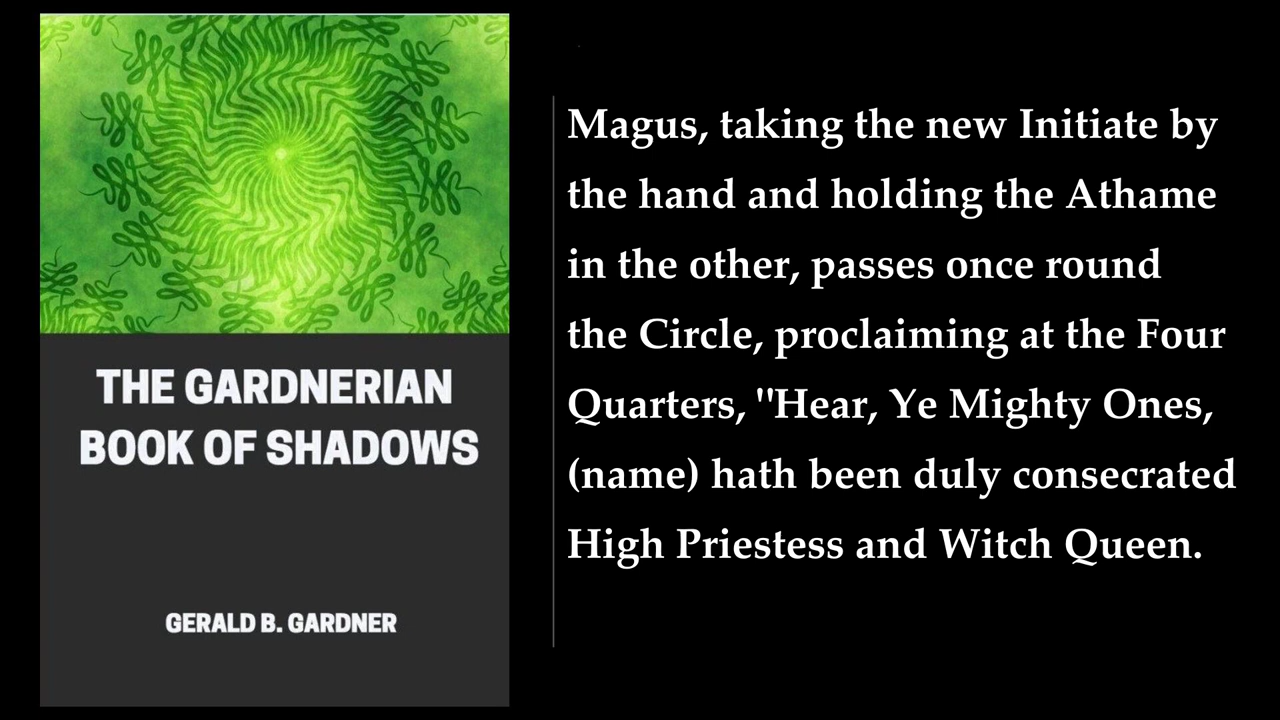 THE GARDNERIAN
BOOK OF SHADOWS
GERALD B. GARDNER
Magus, taking the new Initiate by
the hand and holding the Athame
in the other, passes once round
the Circle, proclaiming at the Four
Quarters, "Hear, Ye Mighty Ones,
(name) hath been duly consecrated
High Priestess and Witch Queen.